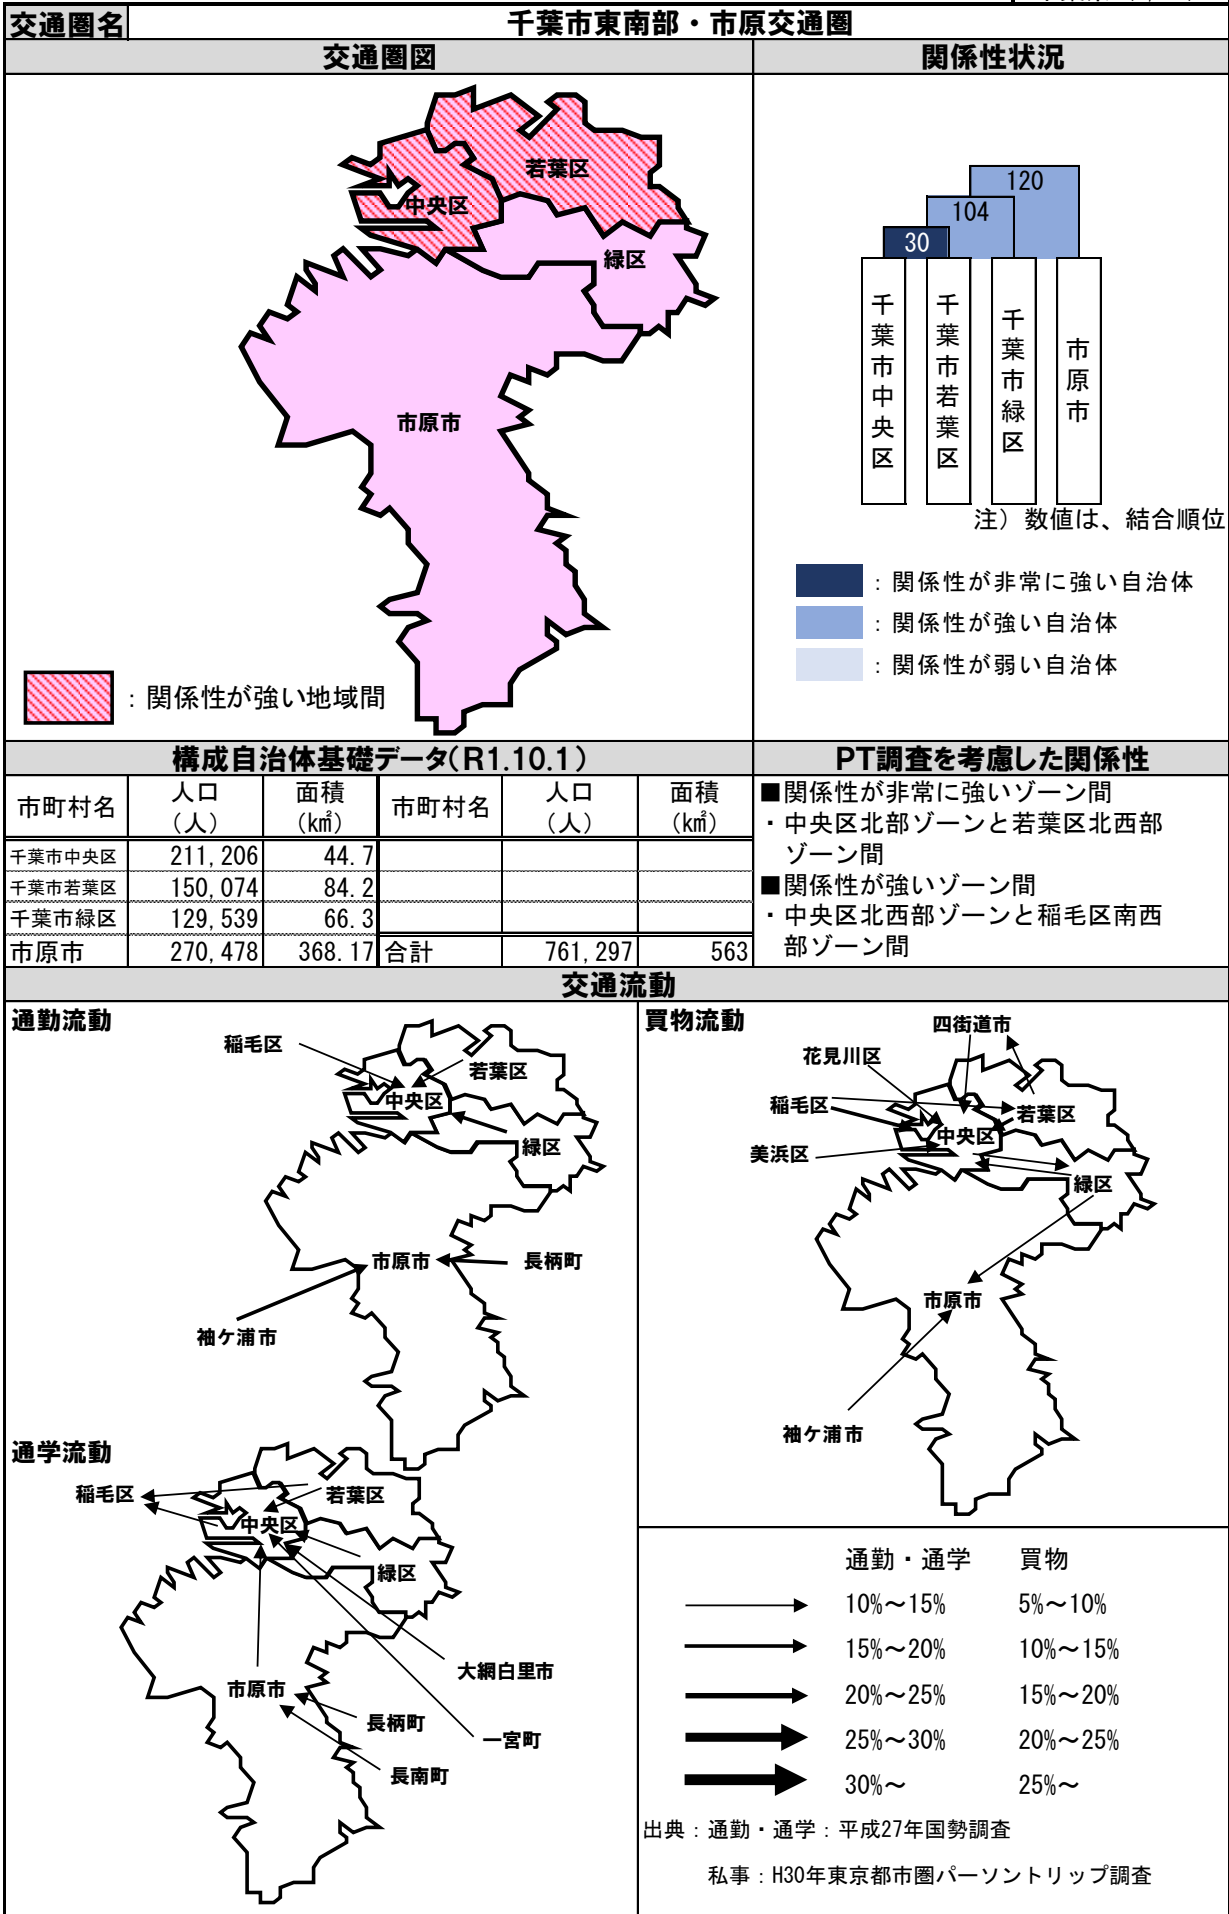 交通圏名
千葉市東南部・市原交通圏
交通圏図
関係性状況
若葉区
中央区
緑区
市原市
：関係性が強い地域間
120
104
30
千葉市中央区
千葉市若葉区
千葉市緑区
市原市
注）数値は、結合順位
：関係性が非常に強い自治体
：関係性が強い自治体
：関係性が弱い自治体
構成自治体基礎データ(R1.10.1)
市町村名 人口（人） 面積（㎢） 市町村名 人口（人） 面積（㎢）
千葉市中央区 211,206 44.7
千葉市若葉区 150,074 84.2
千葉市緑区 129,539 66.3
市原市 270,478 368.17 合計 761,297 563
PT調査を考慮した関係性
■関係性が非常に強いゾーン間
・中央区北部ゾーンと若葉区北西部
ゾーン間
■関係性が強いゾーン間
・中央区北西部ゾーンと稲毛区南西
部ゾーン間
交通流動
通勤流動
稲毛区
若葉区
中央区
緑区
市原市
長柄町
袖ケ浦市
買物流動
四街道市
花見川区
稲毛区
若葉区
中央区
美浜区
緑区
市原市
袖ケ浦市
通学流動
稲毛区
若葉区
中央区
緑区
大網白里市
市原市
長柄町
一宮町
長南町
通勤・通学 買物
10%～15% 5%～10%
15%～20% 10%～15%
20%～25% 15%～20%
25%～30% 20%～25%
30%～ 25%～
出典：通勤・通学：平成27年国勢調査
私事：H30年東京都市圏パーソントリップ調査